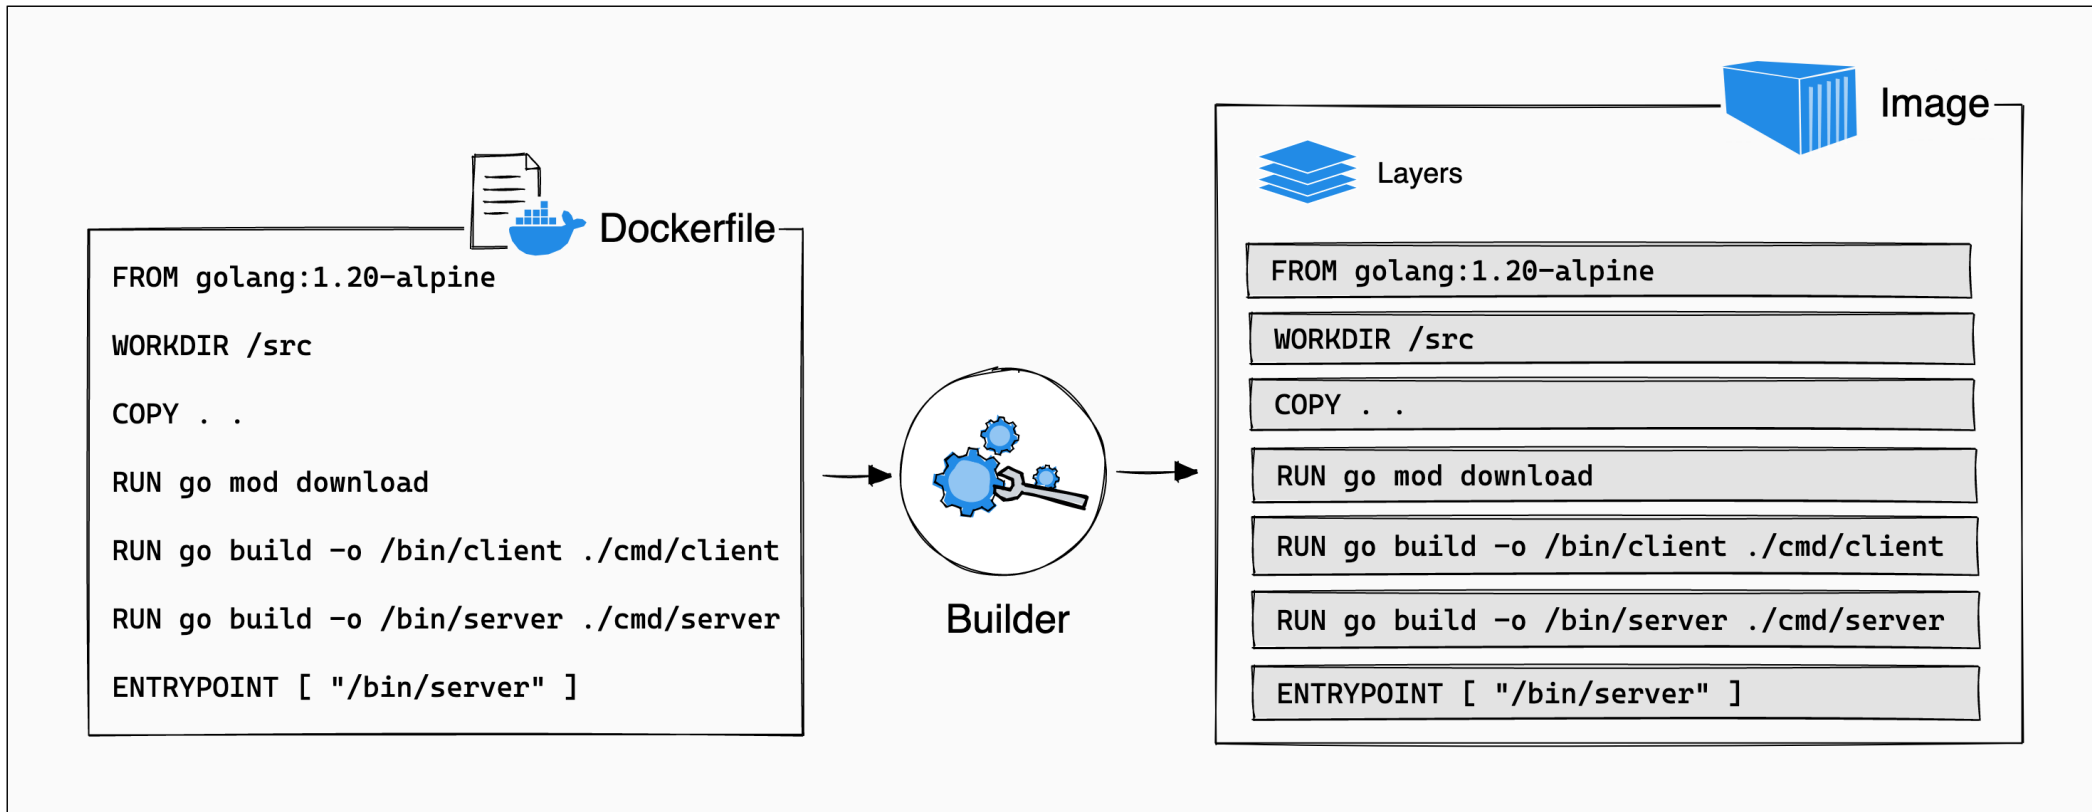 Dockerfile
FROM golang:1.20-alpine
WORKDIR /src
COPY . .
RUN go mod download
RUN go build -o /bin/client ./cmd/client
RUN go build -o /bin/server ./cmd/server
ENTRYPOINT [ "/bin/server" ]
Builder
Image
Layers
FROM golang:1.20-alpine
WORKDIR /src
COPY . .
RUN go mod download
RUN go build -o /bin/client ./cmd/client
RUN go build -o /bin/server ./cmd/server
ENTRYPOINT [ "/bin/server" ]